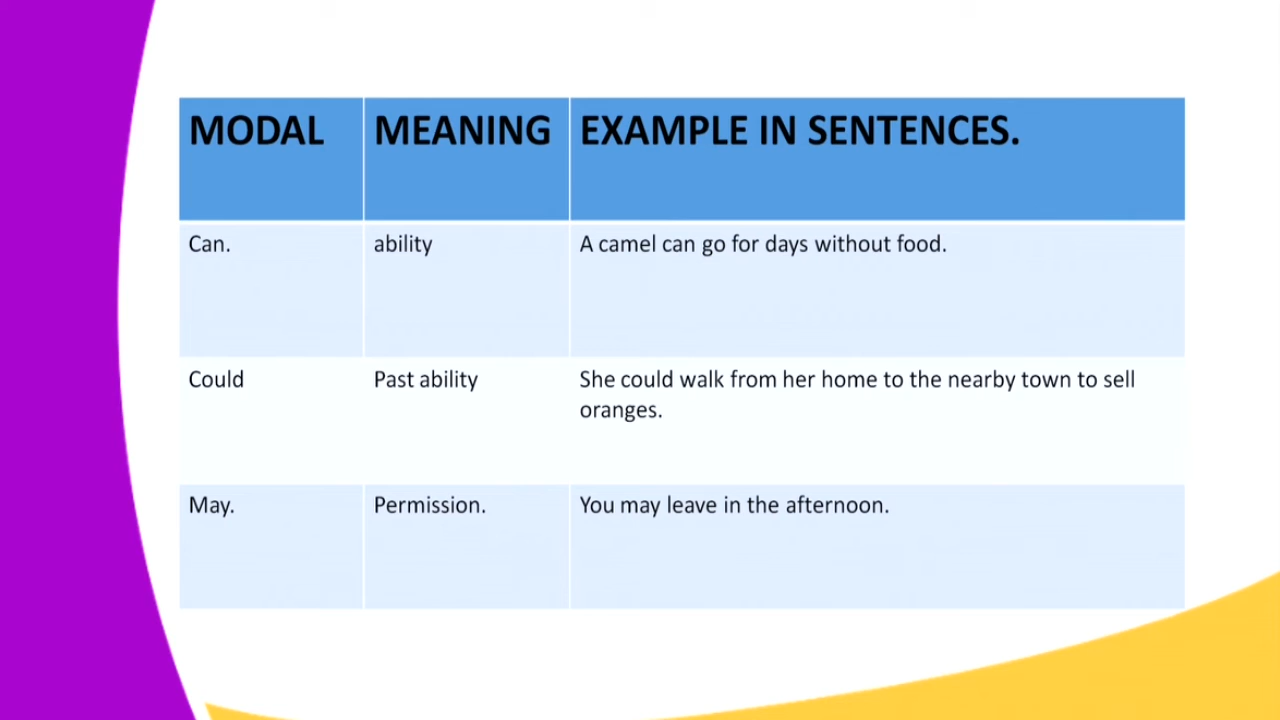 MODAL MEANING EXAMPLE IN SENTENCES.
Can. ability A camel can go for days without food.
Could Past ability She could walk from her home to the nearby town to sell
oranges.
May. Permission. You may leave in the afternoon.